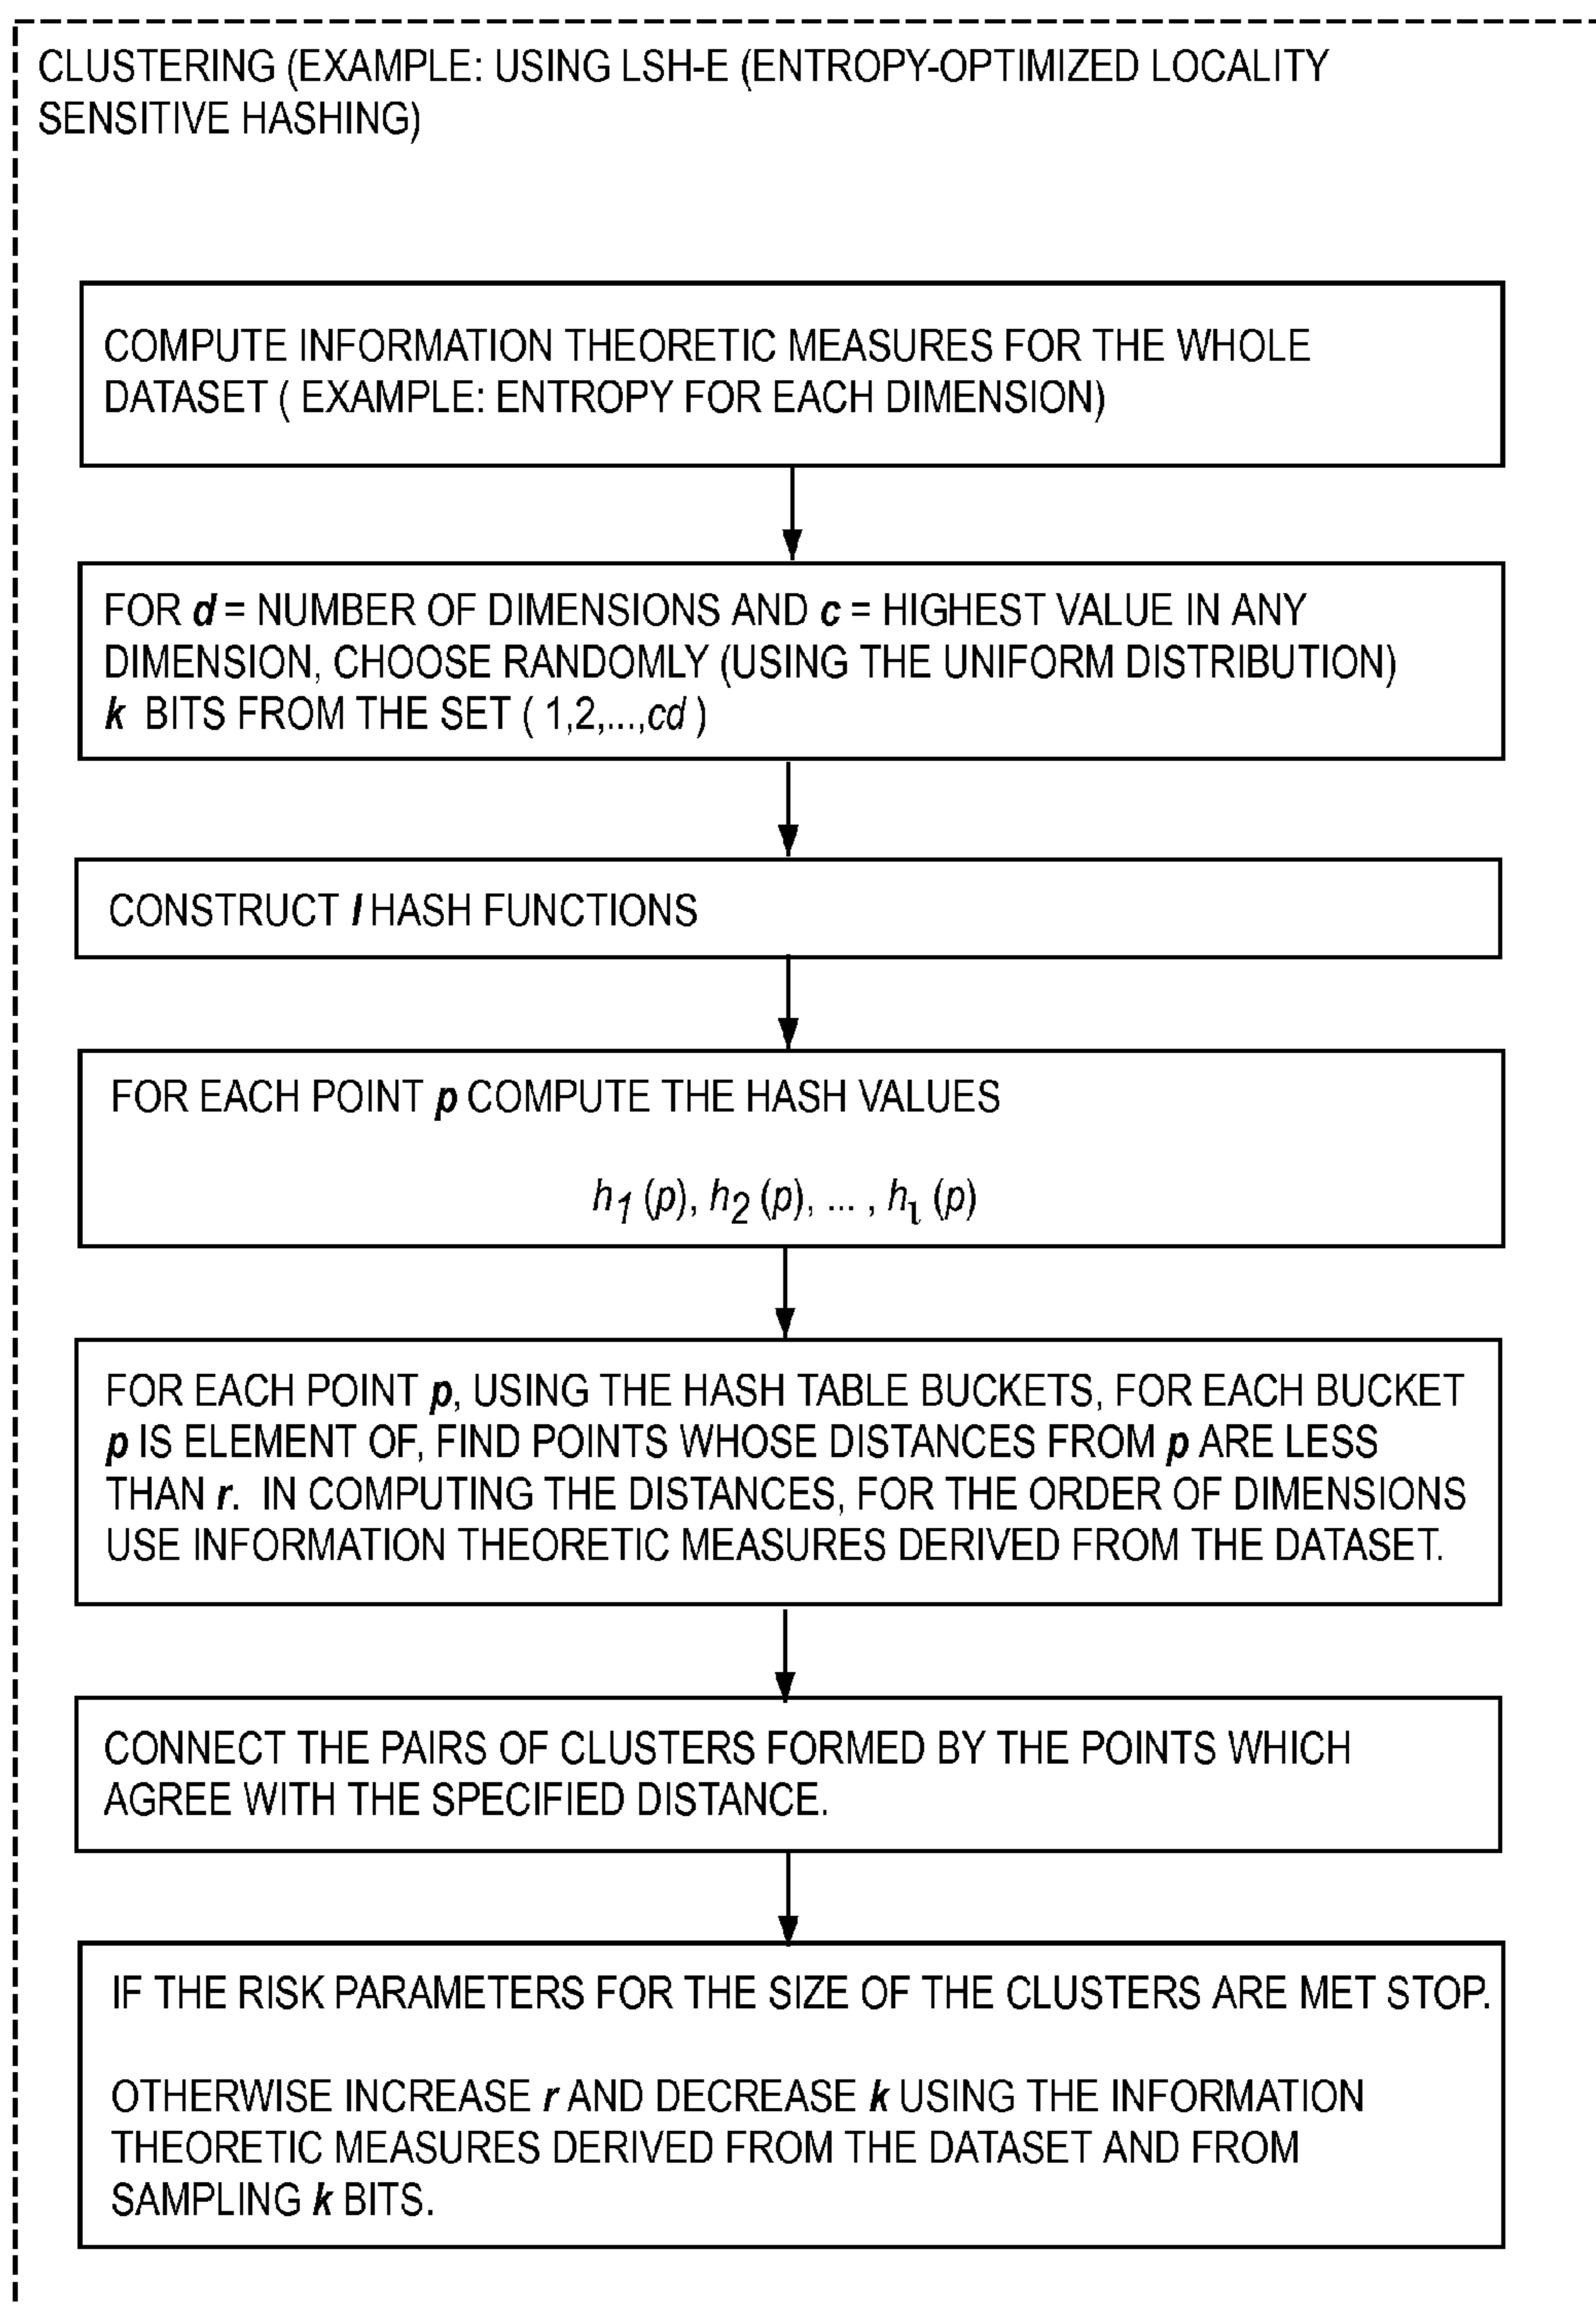 CLUSTERING (EXAMPLE: USING LSH-E (ENTROPY-OPTIMIZED LOCALITY
SENSITIVE HASHING)
COMPUTE INFORMATION THEORETIC MEASURES FOR THE WHOLE
DATASET ( EXAMPLE: ENTROPY FOR EACH DIMENSION)
FOR d = NUMBER OF DIMENSIONS AND c = HIGHEST VALUE IN ANY
DIMENSION, CHOOSE RANDOMLY (USING THE UNIFORM DISTRIBUTION)
k BITS FROM THE SET ( 1,2,...,cd )
CONSTRUCT l HASH FUNCTIONS
FOR EACH POINT p COMPUTE THE HASH VALUES
h1 (p), h2 (p), ... , hι (p)
FOR EACH POINT p, USING THE HASH TABLE BUCKETS, FOR EACH BUCKET
p IS ELEMENT OF, FIND POINTS WHOSE DISTANCES FROM p ARE LESS
THAN r. IN COMPUTING THE DISTANCES, FOR THE ORDER OF DIMENSIONS
USE INFORMATION THEORETIC MEASURES DERIVED FROM THE DATASET.
CONNECT THE PAIRS OF CLUSTERS FORMED BY THE POINTS WHICH
AGREE WITH THE SPECIFIED DISTANCE.
IF THE RISK PARAMETERS FOR THE SIZE OF THE CLUSTERS ARE MET STOP.
OTHERWISE INCREASE r AND DECREASE k USING THE INFORMATION
THEORETIC MEASURES DERIVED FROM THE DATASET AND FROM
SAMPLING k BITS.